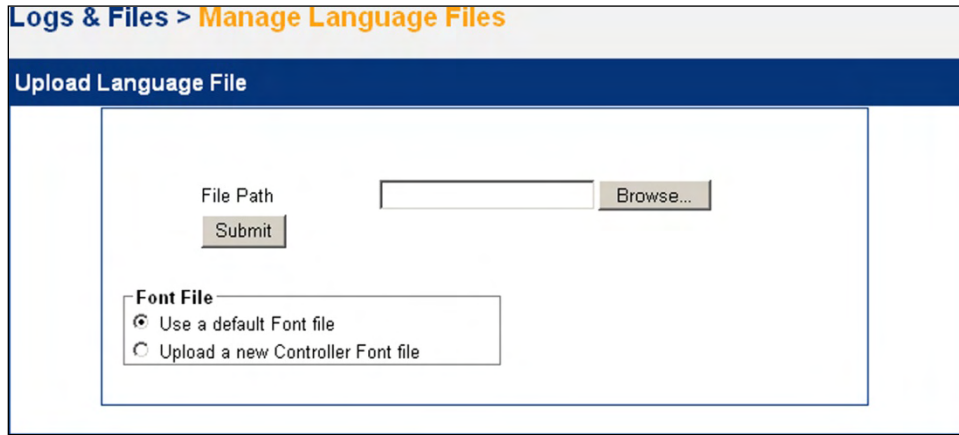 Logs & Files > Manage Language Files
Upload Language File
File Path
Browse...
Submit
Font File
Use a default Font file
Upload a new Controller Font file